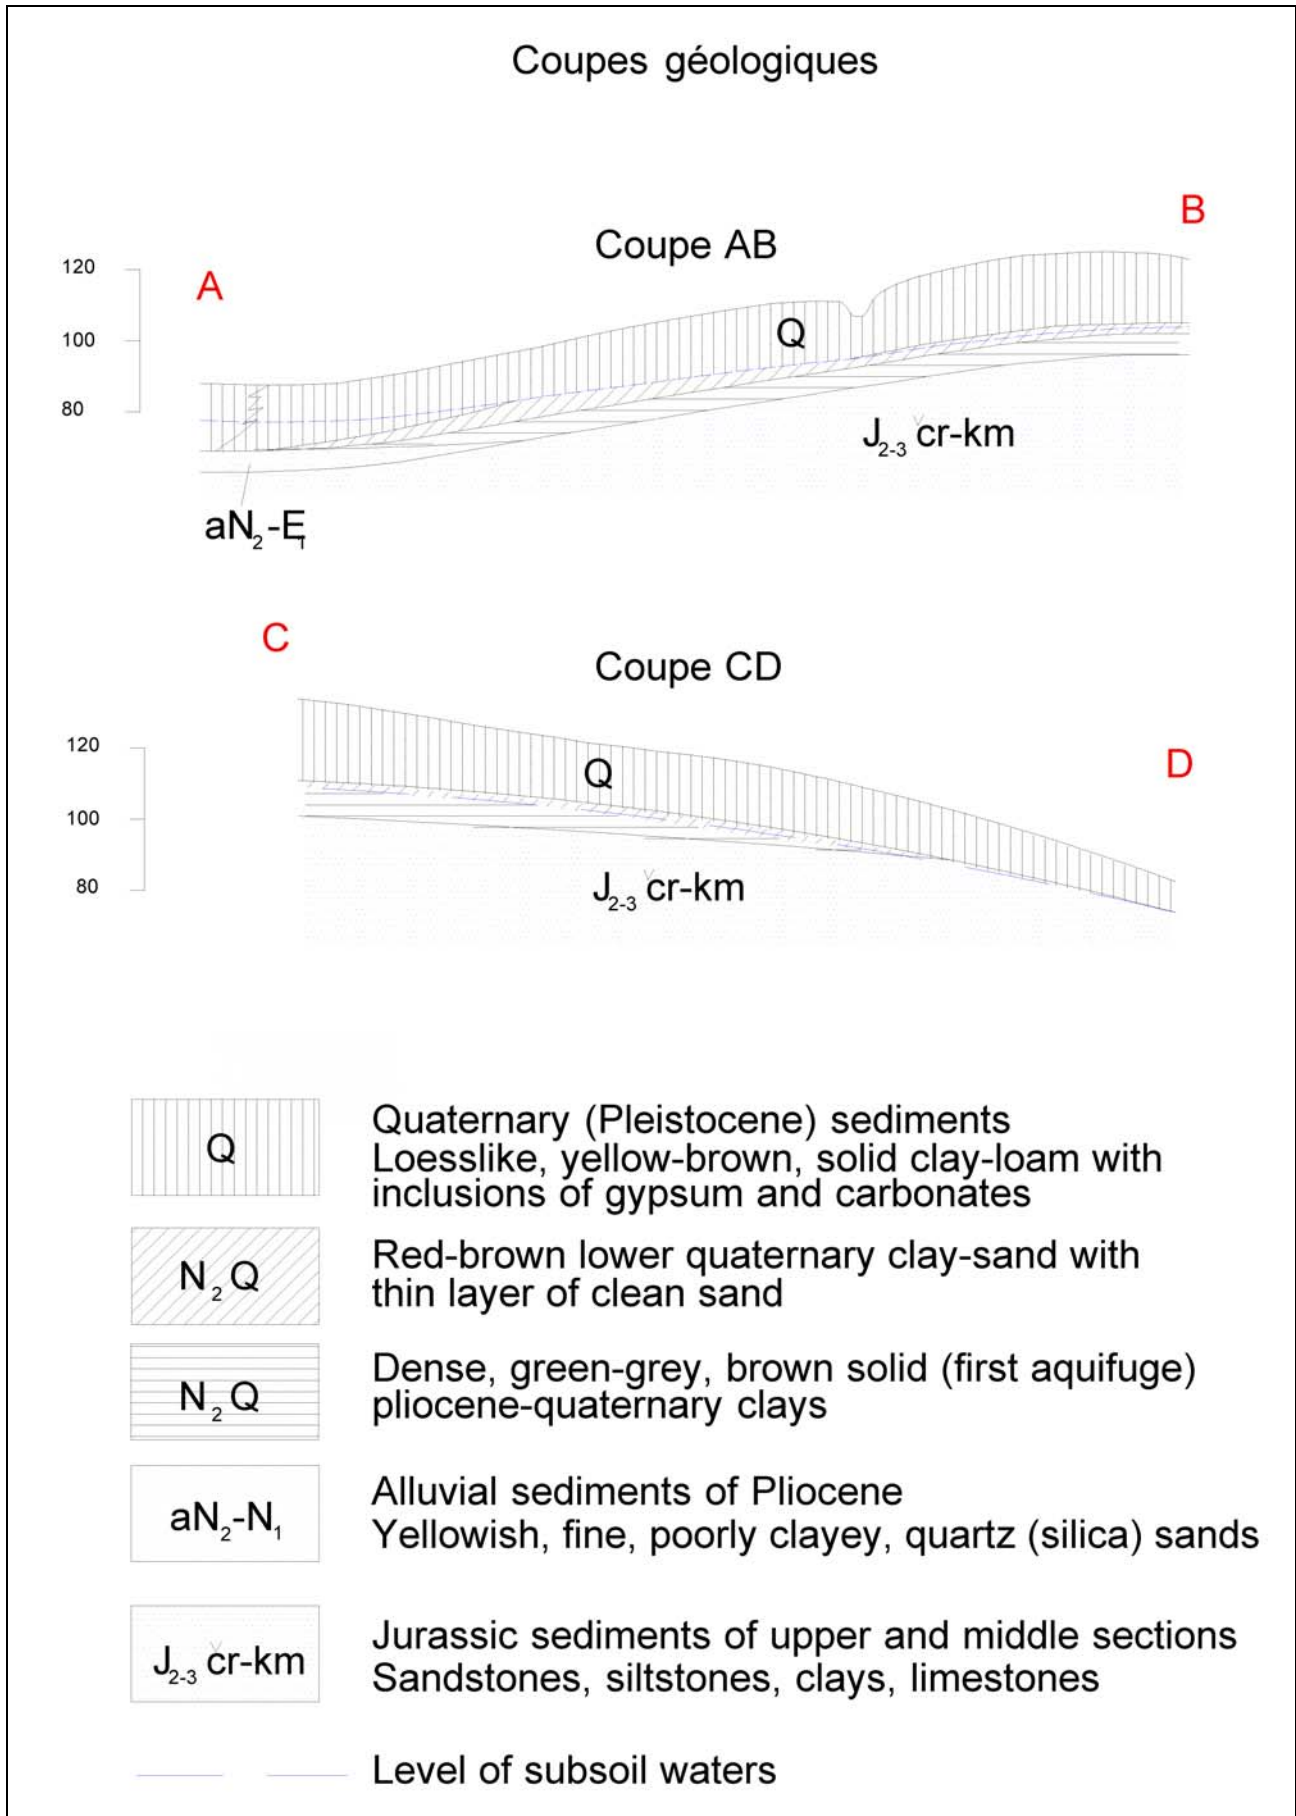 Coupes géologiques
B
Coupe AB
120
A
100
Q
80
J2-3 cr-km
aN2-E1
C
Coupe CD
120
D
Q
100
80
J2-3 cr-km
Q
Quaternary (Pleistocene) sediments
Loesslike, yellow-brown, solid clay-loam with
inclusions of gypsum and carbonates
N2Q
Red-brown lower quaternary clay-sand with
thin layer of clean sand
N2Q
Dense, green-grey, brown solid (first aquifuge)
pliocene-quaternary clays
aN2-N1
Alluvial sediments of Pliocene
Yellowish, fine, poorly clayey, quartz (silica) sands
J2-3 cr-km
Jurassic sediments of upper and middle sections
Sandstones, siltstones, clays, limestones
Level of subsoil waters